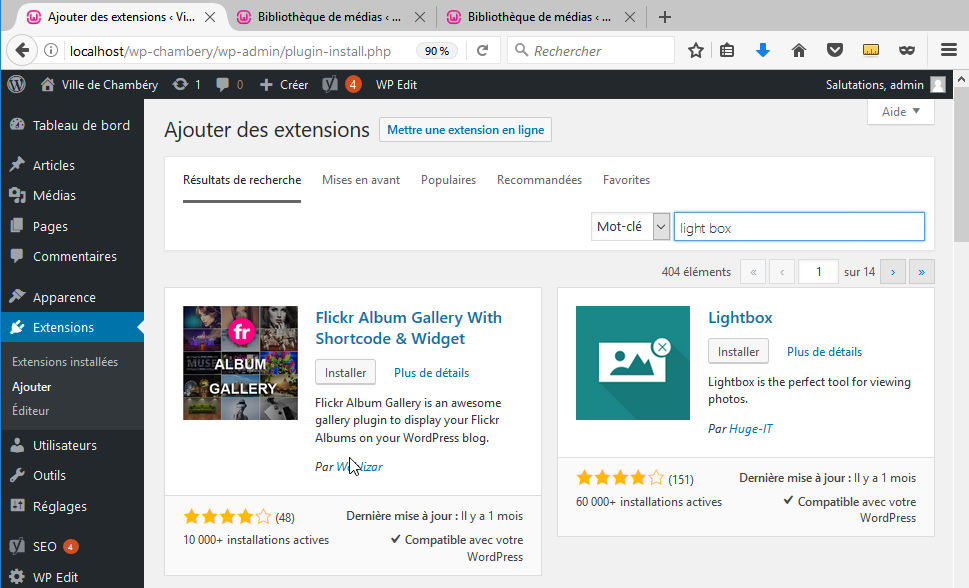 Ajouter des extensions ‹ Vi...
Bibliothèque de médias ‹ ...
Bibliothèque de médias ‹ ...
localhost/wp-chambery/wp-admin/plugin-install.php
90 %
Rechercher
Ville de Chambéry
1
0
Créer
4
WP Edit
Salutations, admin
Tableau de bord
Articles
Médias
Pages
Commentaires
Apparence
Extensions
Extensions installées
Ajouter
Éditeur
Utilisateurs
Outils
Réglages
SEO 4
WP Edit
Aide
Ajouter des extensions
Mettre une extension en ligne
Résultats de recherche
Mises en avant
Populaires
Recommandées
Favorites
Mot-clé
light box
404 éléments
«
‹
1
sur 14
›
»
fr
ALBUM
GALLERY
Flickr Album Gallery With
Shortcode & Widget
Installer
Plus de détails
Flickr Album Gallery is an awesome
gallery plugin to display your Flickr
Albums on your WordPress blog.
Par
(48)
10 000+ installations actives
Dernière mise à jour : Il y a 1 mois
Compatible avec votre
WordPress
Lightbox
Installer
Plus de détails
Lightbox is the perfect tool for viewing
photos.
Par Huge-IT
(151)
60 000+ installations actives
Dernière mise à jour : Il y a 1 mois
Compatible avec votre
WordPress